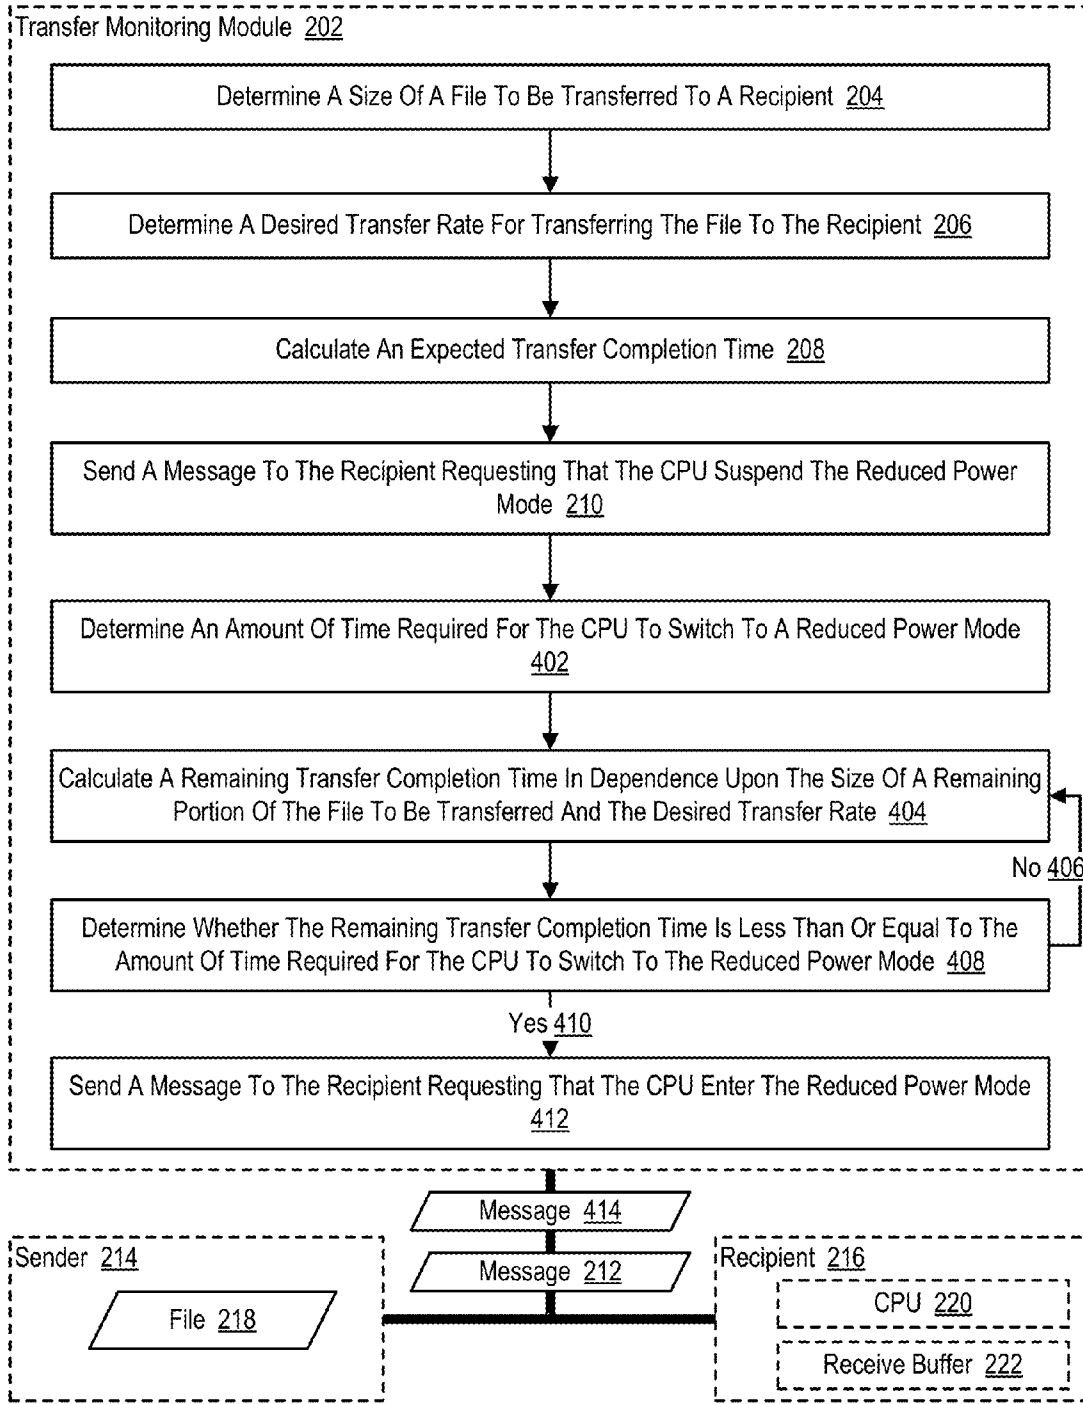 Transfer Monitoring Module 202
Determine A Size Of A File To Be Transferred To A Recipient 204
Determine A Desired Transfer Rate For Transferring The File To The Recipient 206
Calculate An Expected Transfer Completion Time 208
Send A Message To The Recipient Requesting That The CPU Suspend The Reduced Power
Mode 210
Determine An Amount Of Time Required For The CPU To Switch To A Reduced Power Mode
402
Calculate A Remaining Transfer Completion Time In Dependence Upon The Size Of A Remaining
Portion Of The File To Be Transferred And The Desired Transfer Rate 404
No 406
Determine Whether The Remaining Transfer Completion Time Is Less Than Or Equal To The
Amount Of Time Required For The CPU To Switch To The Reduced Power Mode 408
Yes 410
Send A Message To The Recipient Requesting That The CPU Enter The Reduced Power Mode
412
Message 414
Message 212
Sender 214
File 218
Recipient 216
CPU 220
Receive Buffer 222